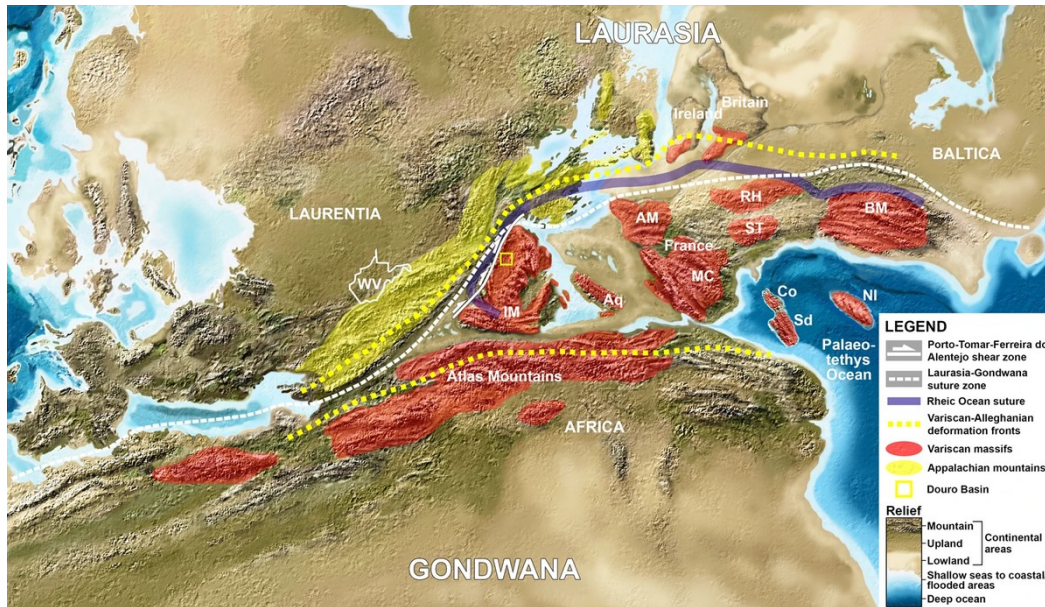 LAURASIA
Britain
Ireland
BALTICA
LAURENTIA
RH
BM
AM
ST
France
WV
MC
IM
Aq
Co
Sd
NI
Palaeo-
tethys
Ocean
Atlas Mountains
AFRICA
GONDWANA
LEGEND
Porto-Tomar-Ferreira do
Alentejo shear zone
Laurasia-Gondwana
suture zone
Rheic Ocean suture
Variscan-Alleghanian
deformation fronts
Variscan massifs
Appalachian mountains
Douro Basin
Relief
Mountain
Upland
Lowland
Continental
areas
Shallow seas to coastal
flooded areas
Deep ocean